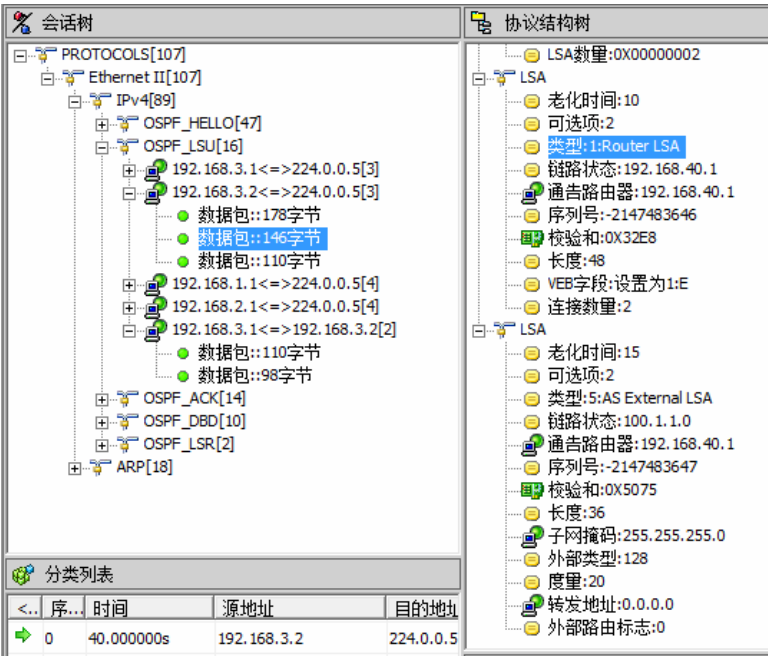 会话树
PROTOCOLS[107]
Ethernet II[107]
IPv4[89]
OSPF_HELLO[47]
OSPF_LSU[16]
192.168.3.1<=>224.0.0.5[3]
192.168.3.2<=>224.0.0.5[3]
数据包::178字节
数据包::146字节
数据包::110字节
192.168.1.1<=>224.0.0.5[4]
192.168.2.1<=>224.0.0.5[4]
192.168.3.1<=>192.168.3.2[2]
数据包::110字节
数据包::98字节
OSPF_ACK[14]
OSPF_DBD[10]
OSPF_LSR[2]
ARP[18]
分类列表
<.. 序... 时间 源地址 目的地址
0 40.000000s 192.168.3.2 224.0.0.5
协议结构树
LSA数量:0X00000002
LSA
老化时间:10
可选项:2
类型:1:Router LSA
链路状态:192.168.40.1
通告路由器:192.168.40.1
序列号:-2147483646
校验和:0X32E8
长度:48
VEB字段:设置为1:E
连接数量:2
LSA
老化时间:15
可选项:2
类型:5:AS External LSA
链路状态:100.1.1.0
通告路由器:192.168.40.1
序列号:-2147483647
校验和:0X5075
长度:36
子网掩码:255.255.255.0
外部类型:128
度量:20
转发地址:0.0.0.0
外部路由标志:0